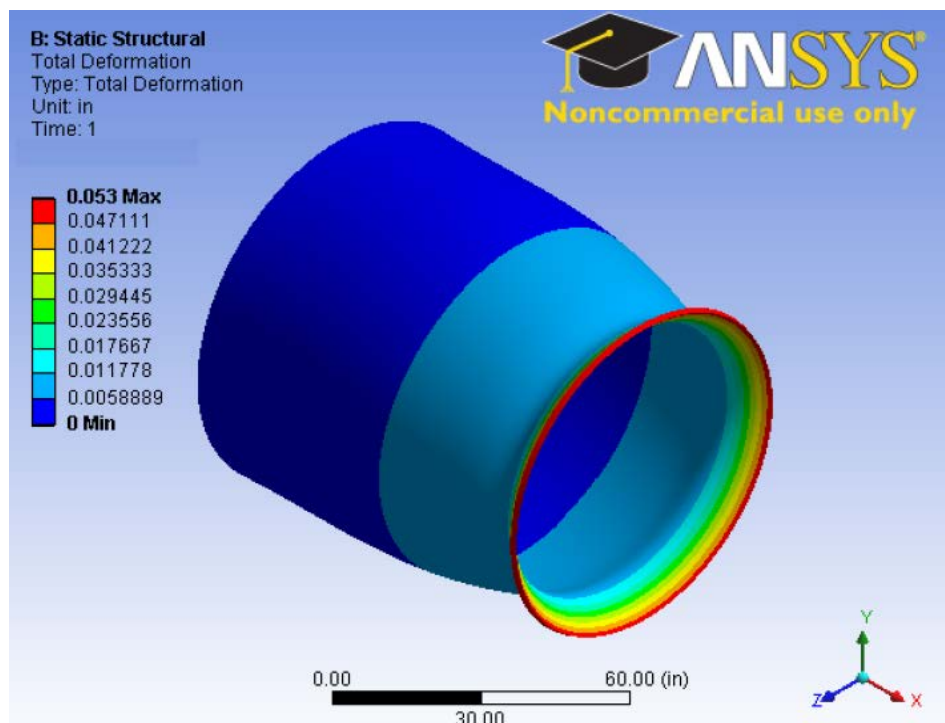 B: Static Structural
Total Deformation
Type: Total Deformation
Unit: in
Time: 1
ANSYS®
Noncommercial use only
0.053 Max
0.047111
0.041222
0.035333
0.029445
0.023556
0.017667
0.011778
0.0058889
0 Min
0.00 60.00 (in)
30.00
Y
Z X